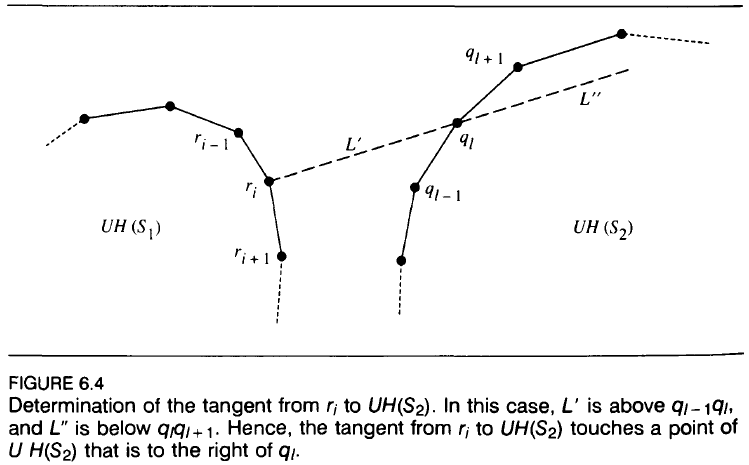 q_{l+1}
L''
L'
r_{i-1}
q_l
r_i
q_{l-1}
UH(S_1)
UH(S_2)
r_{i+1}
FIGURE 6.4
Determination of the tangent from r_i to UH(S_2). In this case, L' is above q_{l-1}q_l,
and L" is below q_lq_{l+1}. Hence, the tangent from r_i to UH(S_2) touches a point of
U H(S_2) that is to the right of q_l.